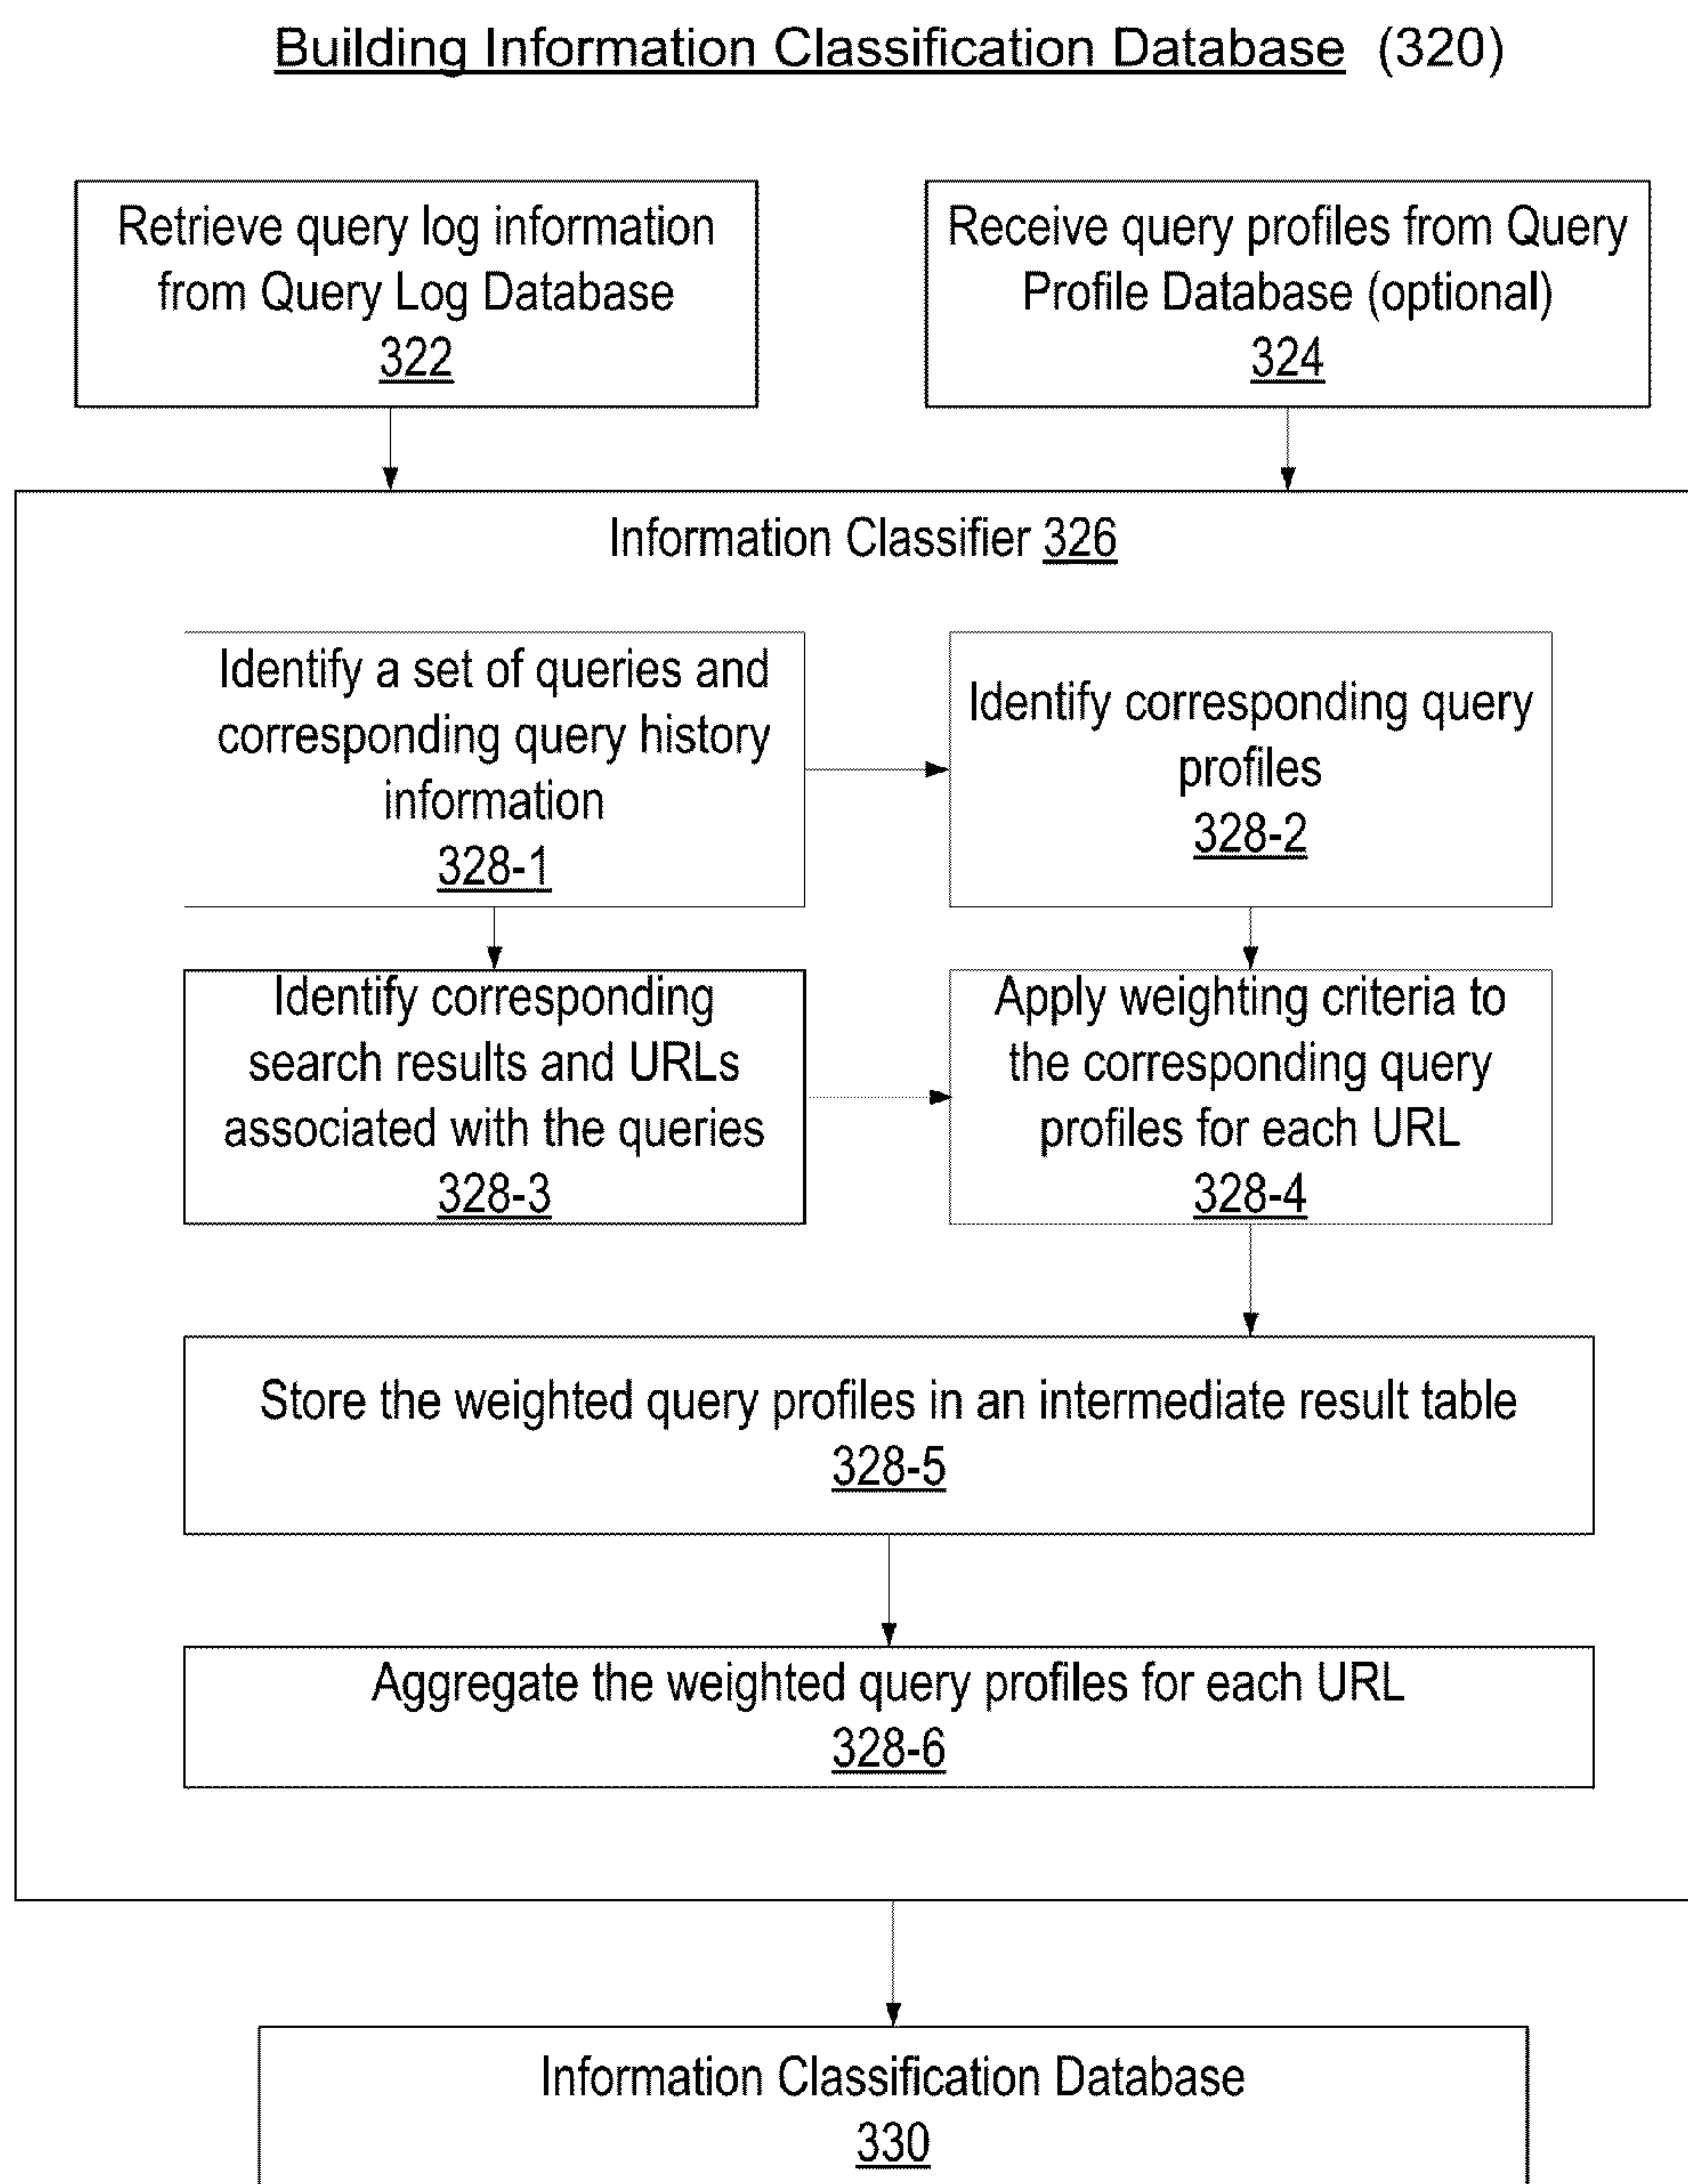 Building Information Classification Database (320)
Retrieve query log information
from Query Log Database
322
Receive query profiles from Query
Profile Database (optional)
324
Information Classifier 326
Identify a set of queries and
corresponding query history
information
328-1
Identify corresponding query
profiles
328-2
Identify corresponding
search results and URLs
associated with the queries
328-3
Apply weighting criteria to
the corresponding query
profiles for each URL
328-4
Store the weighted query profiles in an intermediate result table
328-5
Aggregate the weighted query profiles for each URL
328-6
Information Classification Database
330